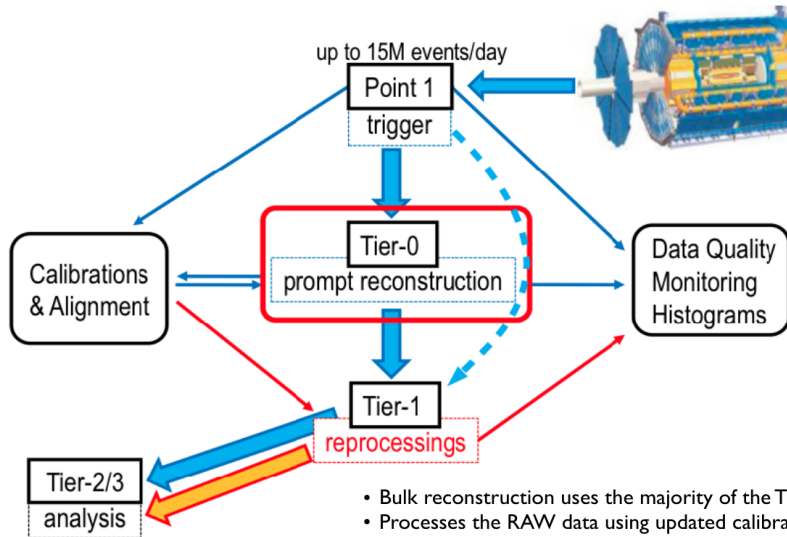 up to 15M events/day
Point 1
trigger
Tier-0
prompt reconstruction
Calibrations
& Alignment
Data Quality
Monitoring
Histograms
Tier-1
reprocessings
Tier-2/3
analysis
• Bulk reconstruction uses the majority of the
• Processes the RAW data using updated